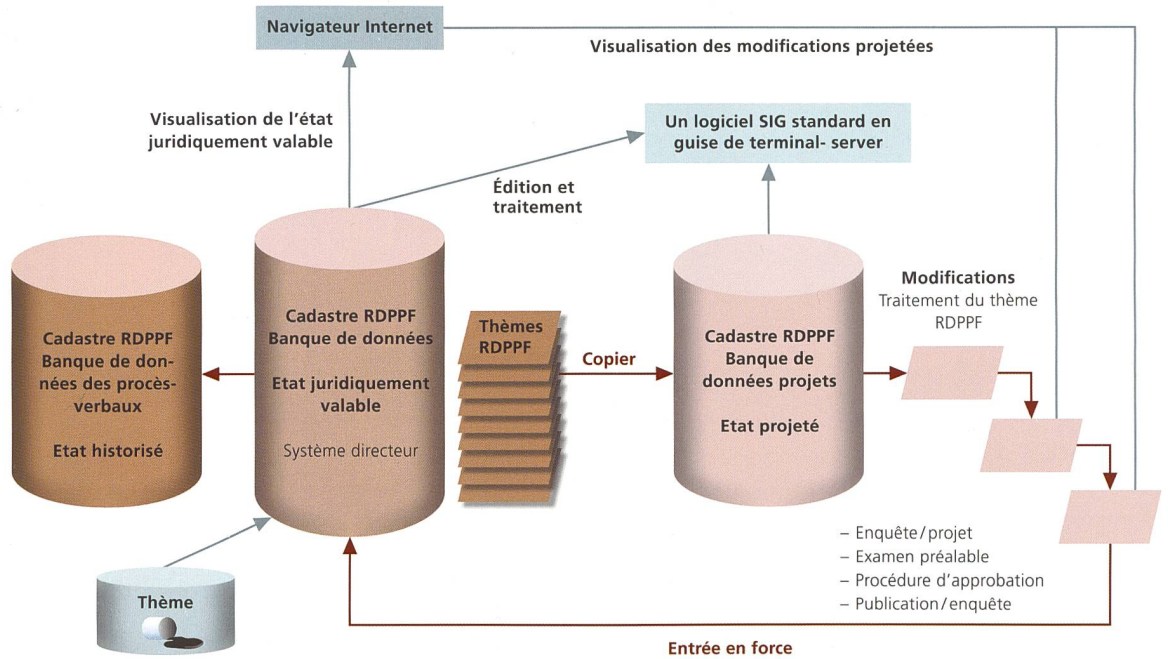 Navigateur Internet
Visualisation des modifications projetées
Visualisation de l'état
juridiquement valable
Un logiciel SIG standard en
guise de terminal- server
Édition et
traitement
Cadastre RDPPF
Banque de don-
nées des procès-
verbaux
Etat historisé
Cadastre RDPPF
Banque de données
Etat juridiquement
valable
Système directeur
Thèmes
RDPPF
Copier
Cadastre RDPPF
Banque de
données projets
Etat projeté
Modifications
Traitement du thème
RDPPF
– Enquête/projet
– Examen préalable
– Procédure d'approbation
– Publication/enquête
Thème
Entrée en force